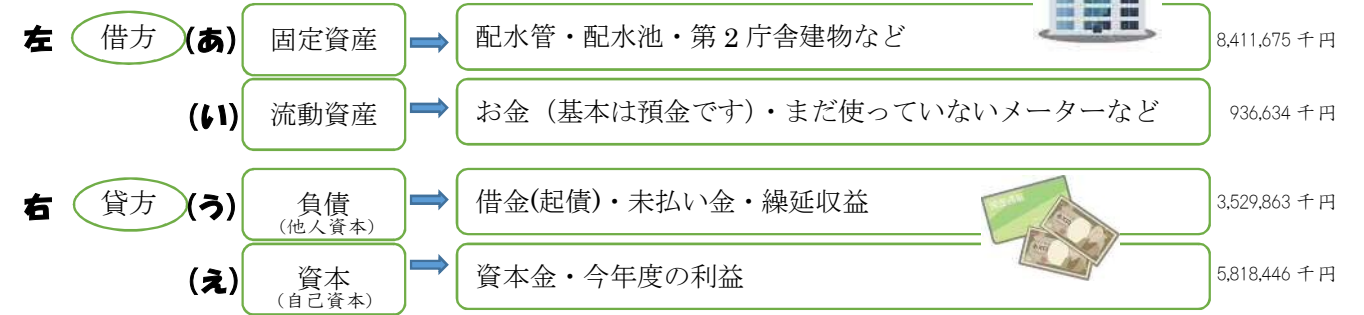 左 借方 (あ) 固定資産 配水管・配水池・第2庁舎建物など 8,411,675 千円
(い) 流動資産 お金（基本は預金です）・まだ使っていないメーターなど 936,634 千円
右 貸方 (う) 負債 借金(起債)・未払い金・繰延収益 3,529,863 千円
（他人資本）
(え) 資本 資本金・今年度の利益 5,818,446 千円
（自己資本）